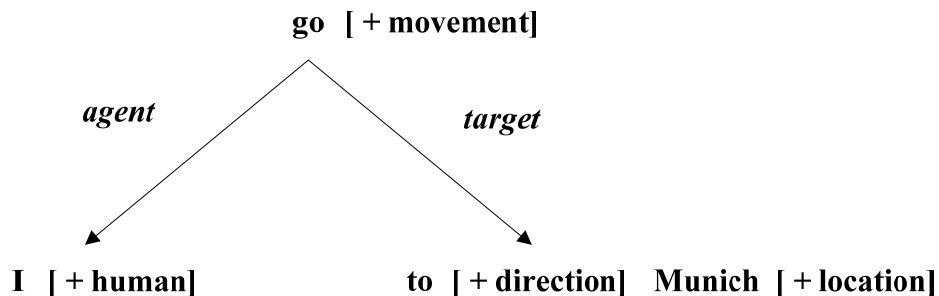 go [ + movement]
agent
target
I [ + human]
to [ + direction] Munich [ + location]